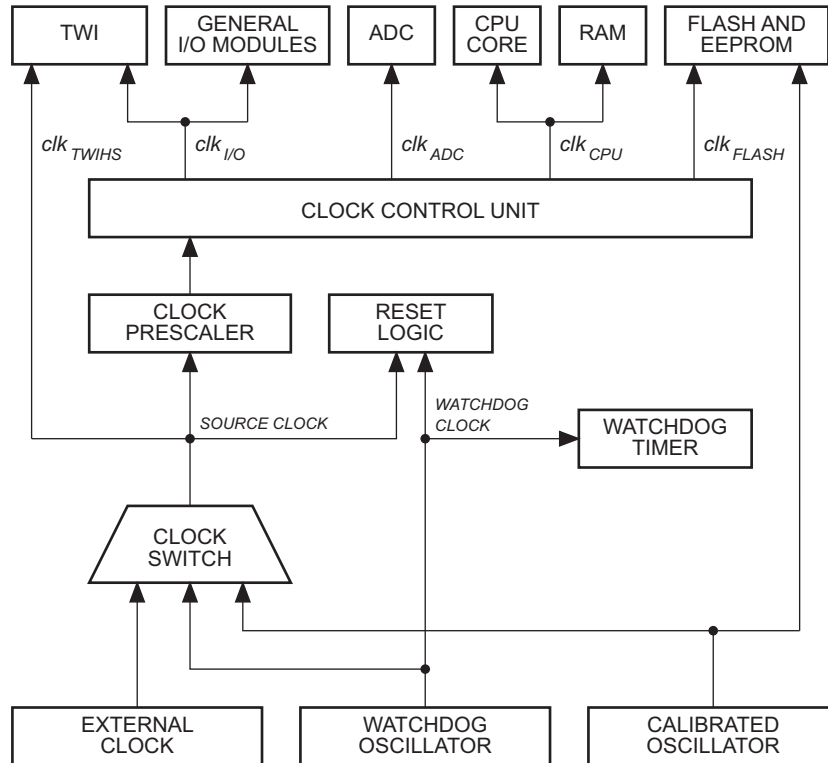 TWI
GENERAL
I/O MODULES
ADC
CPU
CORE
RAM
FLASH AND
EEPROM
clk TWIHS
clk I/O
clk ADC
clk CPU
clk FLASH
CLOCK CONTROL UNIT
CLOCK
PRESCALER
RESET
LOGIC
SOURCE CLOCK
WATCHDOG
CLOCK
WATCHDOG
TIMER
CLOCK
SWITCH
EXTERNAL
CLOCK
WATCHDOG
OSCILLATOR
CALIBRATED
OSCILLATOR